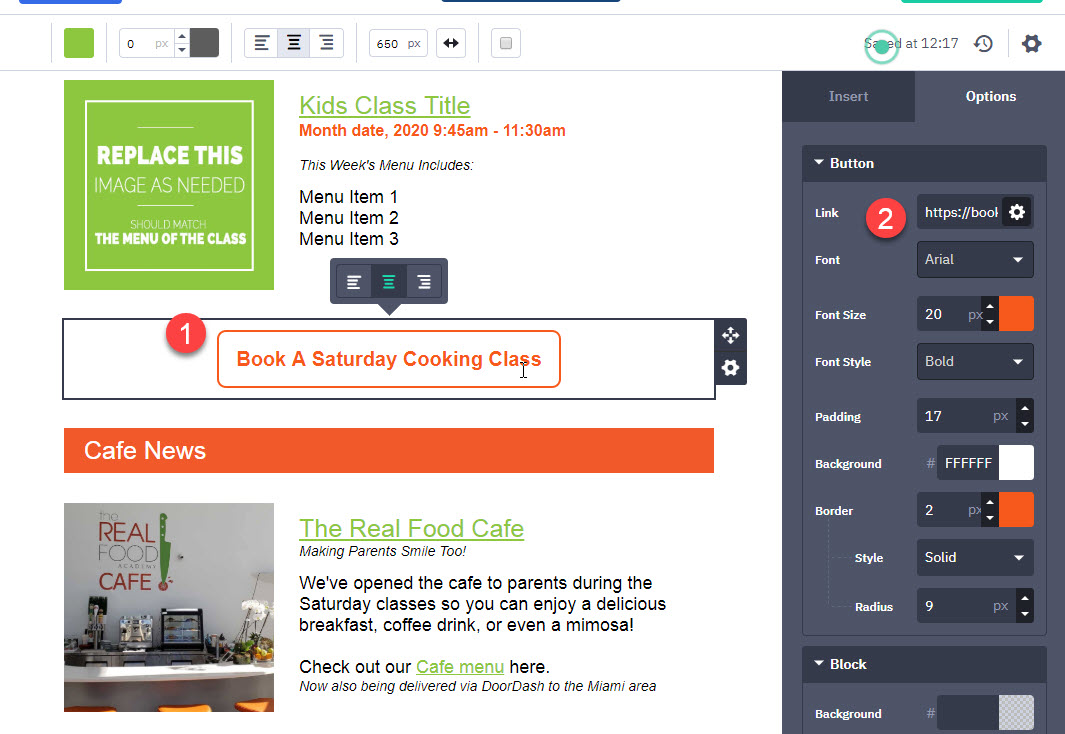 0 px
650 px
Saved at 12:17
Insert
Options
REPLACE THIS
IMAGE AS NEEDED
SHOULD MATCH
THE MENU OF THE CLASS
Kids Class Title
Month date, 2020 9:45am - 11:30am
This Week's Menu Includes:
Menu Item 1
Menu Item 2
Menu Item 3
1
Book A Saturday Cooking Class
Cafe News
the
REAL
FOOD
ACADEMY
CAFE
The Real Food Cafe
Making Parents Smile Too!
We've opened the cafe to parents during the
Saturday classes so you can enjoy a delicious
breakfast, coffee drink, or even a mimosa!
Check out our Cafe menu here.
Now also being delivered via DoorDash to the Miami area
Button
Link
2
https://bool
Font
Arial
Font Size
20 px
Font Style
Bold
Padding
17 px
Background
# FFFFFF
Border
2 px
Style
Solid
Radius
9 px
Block
Background
#